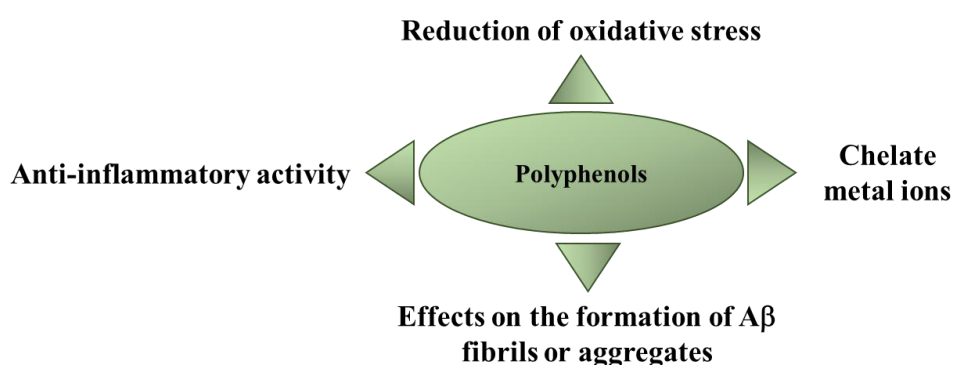 Reduction of oxidative stress
Anti-inflammatory activity
Polyphenols
Chelate
metal ions
Effects on the formation of Aβ
fibrils or aggregates